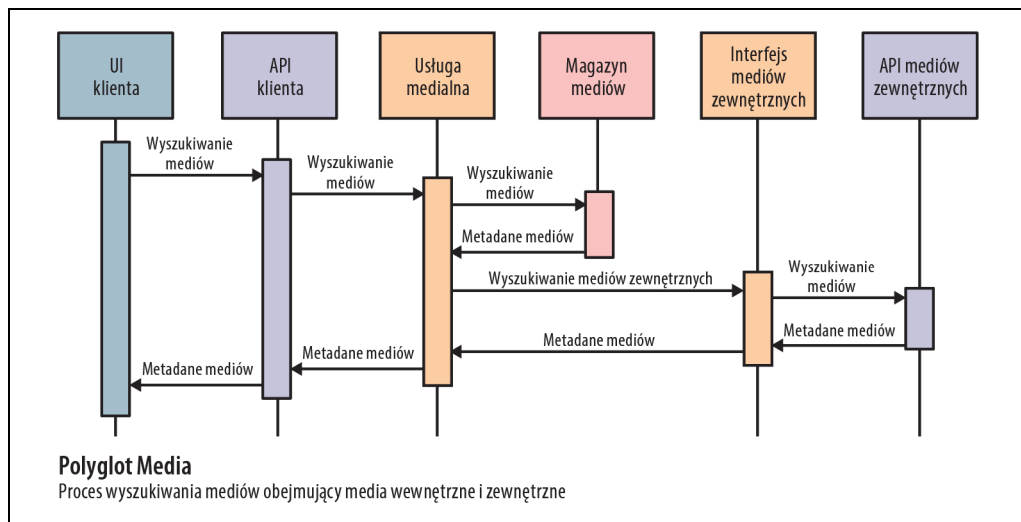 UI
klienta
API
klienta
Usługa
medialna
Magazyn
mediów
Interfejs
mediów
zewnętrznych
API mediów
zewnętrznych
Wyszukiwanie
mediów
Wyszukiwanie
mediów
Wyszukiwanie
mediów
Metadane mediów
Wyszukiwanie mediów zewnętrznych
Wyszukiwanie
mediów
Metadane mediów
Metadane mediów
Metadane mediów
Metadane mediów
Polyglot Media
Proces wyszukiwania mediów obejmujący media wewnętrzne i zewnętrzne